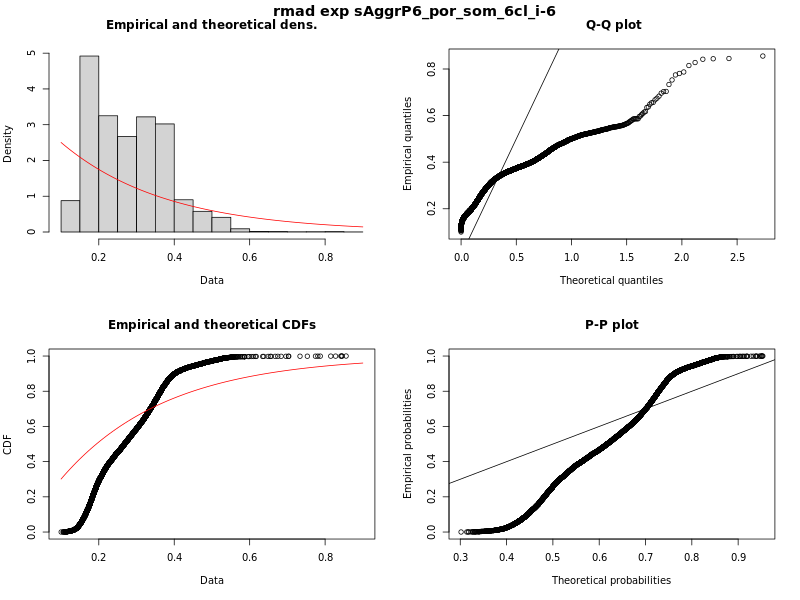 rmad exp sAggrP6_por_som_6cl_i-6
Empirical and theoretical dens.
Density
0 1 2 3 4 5
0.2 0.4 0.6 0.8
Data
Q-Q plot
Empirical quantiles
0.2 0.4 0.6 0.8
0.0 0.5 1.0 1.5 2.0 2.5
Theoretical quantiles
Empirical and theoretical CDFs
CDF
0.0 0.2 0.4 0.6 0.8 1.0
0.2 0.4 0.6 0.8
Data
P-P plot
Empirical probabilities
0.0 0.2 0.4 0.6 0.8 1.0
0.3 0.4 0.5 0.6 0.7 0.8 0.9
Theoretical probabilities